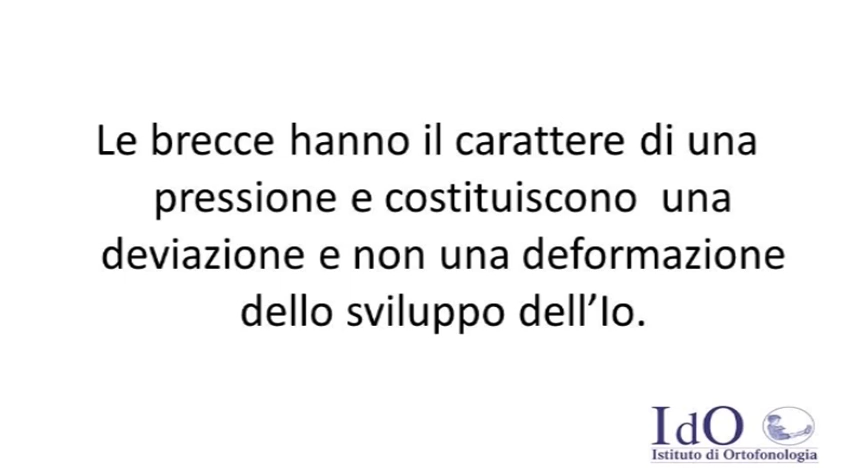 Le brecce hanno il carattere di una
pressione e costituiscono una
deviazione e non una deformazione
dello sviluppo dell’Io.
IdO
Istituto di Ortofonologia